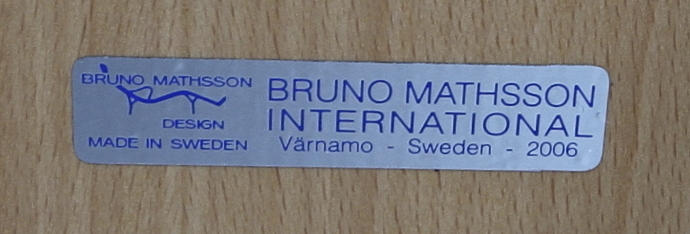 BRUNO MATHSSON
DESIGN
MADE IN SWEDEN
BRUNO MATHSSON
INTERNATIONAL
Värnamo - Sweden - 2006